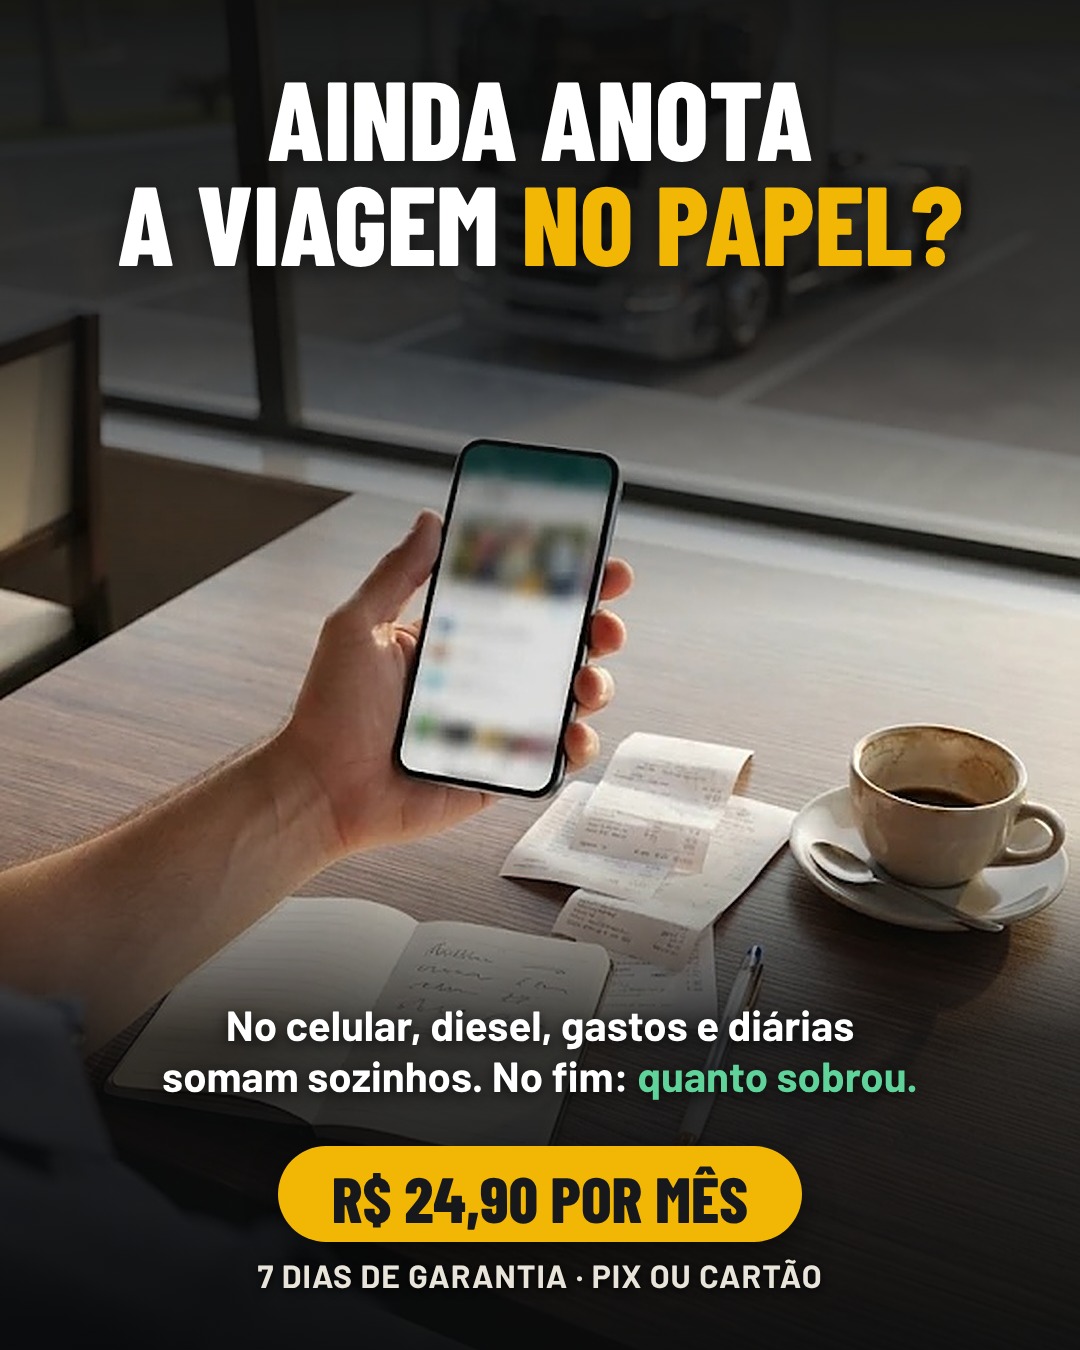 AINDA ANOTA
A VIAGEM NO PAPEL?
No celular, diesel, gastos e diárias
somam sozinhos. No fim: quanto sobrou.
R$ 24,90 POR MÊS
7 DIAS DE GARANTIA · PIX OU CARTÃO